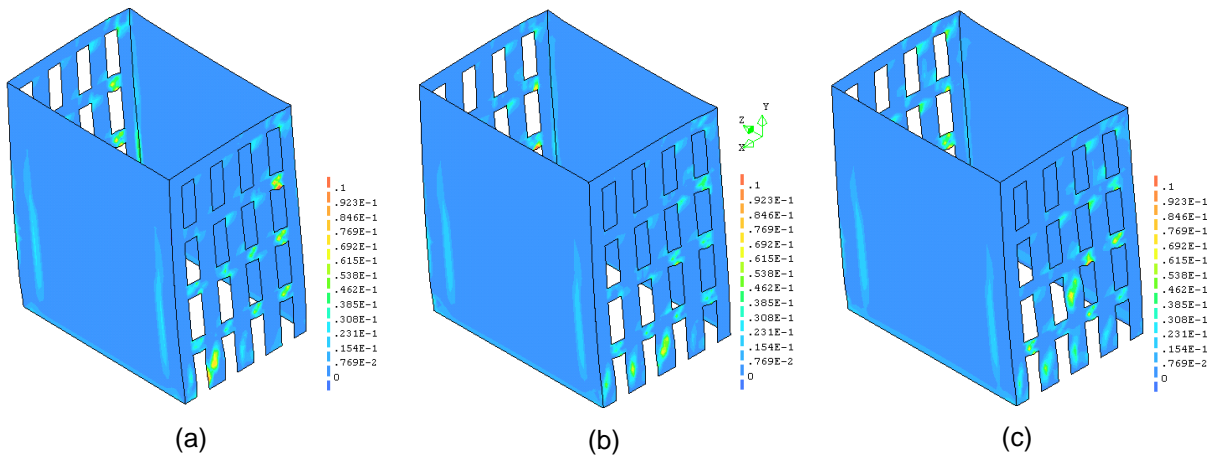 .1
.923E-1
.846E-1
.769E-1
.692E-1
.615E-1
.538E-1
.462E-1
.385E-1
.308E-1
.231E-1
.154E-1
.769E-2
0
(a)
Y
Z
X
.1
.923E-1
.846E-1
.769E-1
.692E-1
.615E-1
.538E-1
.462E-1
.385E-1
.308E-1
.231E-1
.154E-1
.769E-2
0
(b)
.1
.923E-1
.846E-1
.769E-1
.692E-1
.615E-1
.538E-1
.462E-1
.385E-1
.308E-1
.231E-1
.154E-1
.769E-2
0
(c)